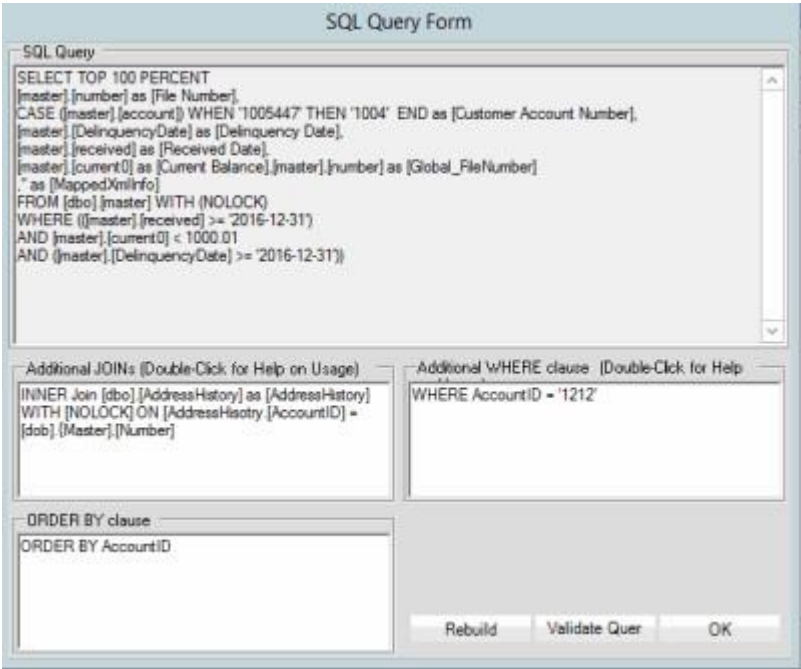 SQL Query Form
SQL Query
SELECT TOP 100 PERCENT
[master].[number] as [File Number],
CASE ([master].[account]) WHEN '1005447' THEN '1004' END as [Customer Account Number],
[master].[DelinquencyDate] as [Delinquency Date],
[master].[received] as [Received Date],
[master].[current0] as [Current Balance],[master].[number] as [Global_FileNumber]
,'' as [MappedXmlInfo]
FROM [dbo].[master] WITH (NOLOCK)
WHERE (([master].[received] >= '2016-12-31')
AND [master].[current0] < 1000.01
AND ([master].[DelinquencyDate] >= '2016-12-31'))
Additional JOINs (Double-Click for Help on Usage)
INNER Join [dbo].[AddressHistory] as [AddressHistory]
WITH [NOLOCK] ON [AddressHisotry.[AccountID] =
[dob].{Master].[Number]
Additional WHERE clause (Double-Click for Help
WHERE AccountID = '1212'
ORDER BY clause
ORDER BY AccountID
Rebuild
Validate Quer
OK